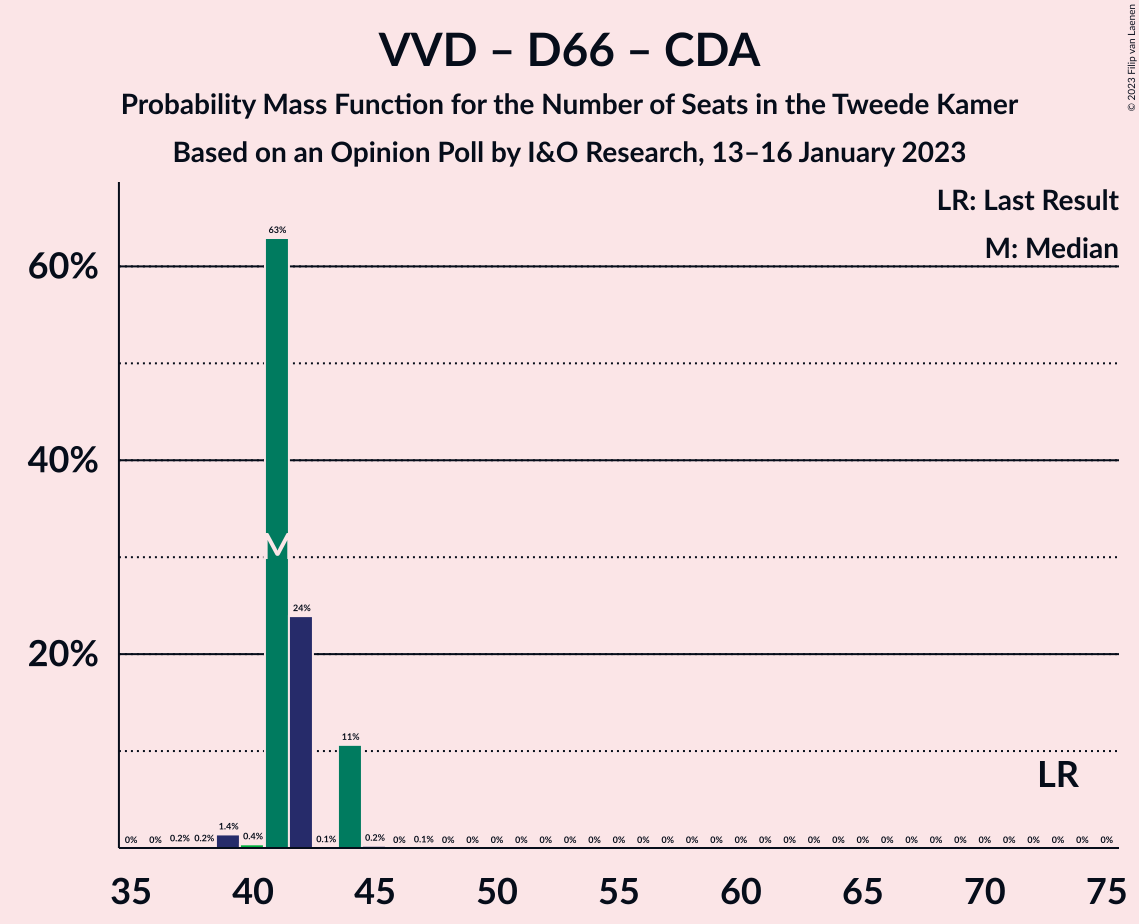 VVD – D66 – CDA
Probability Mass Function for the Number of Seats in the Tweede Kamer
Based on an Opinion Poll by I&O Research, 13–16 January 2023
© 2023 Filip van Laenen
LR: Last Result
M: Median
60%
40%
20%
63%
M
24%
11%
LR
0% 0% 0.2% 0.2% 1.4% 0.4% 0.1% 0.2% 0% 0.1% 0% 0% 0% 0% 0% 0% 0% 0% 0% 0% 0% 0% 0% 0% 0% 0% 0% 0% 0% 0% 0% 0% 0% 0% 0% 0% 0% 0%
35 40 45 50 55 60 65 70 75